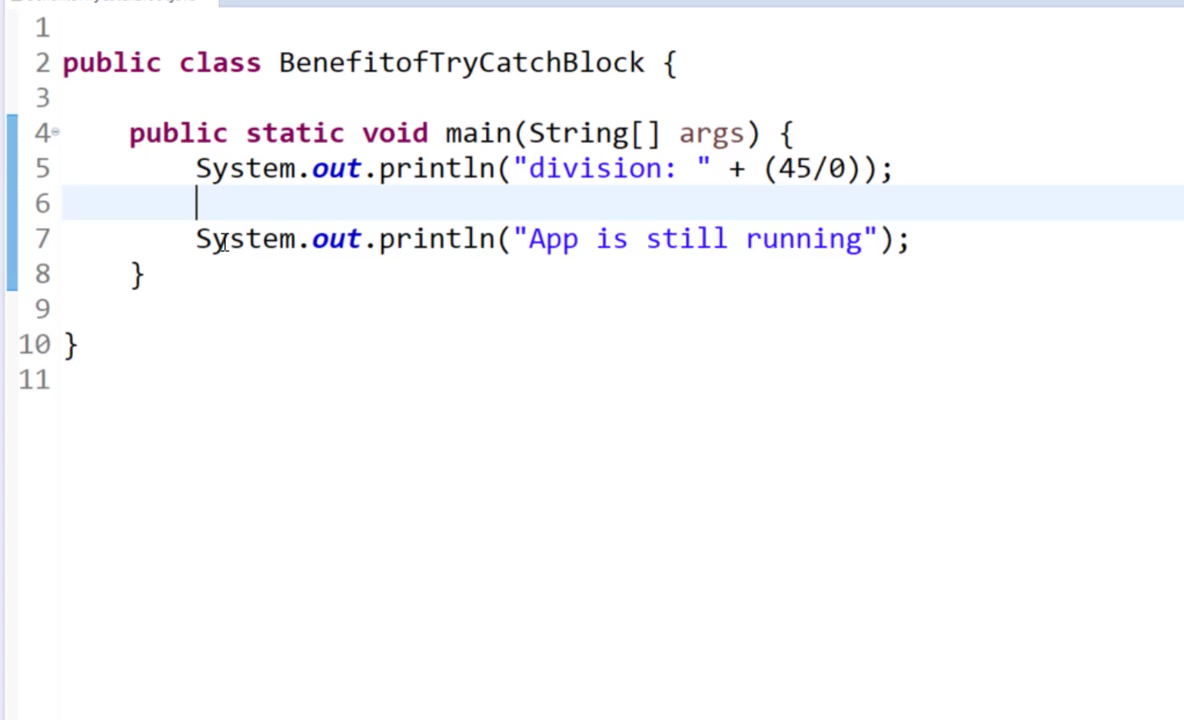 1
2 public class BenefitofTryCatchBlock {
3
4 public static void main(String[] args) {
5 System.out.println("division: " + (45/0));
6
7 System.out.println("App is still running");
8 }
9
10 }
11